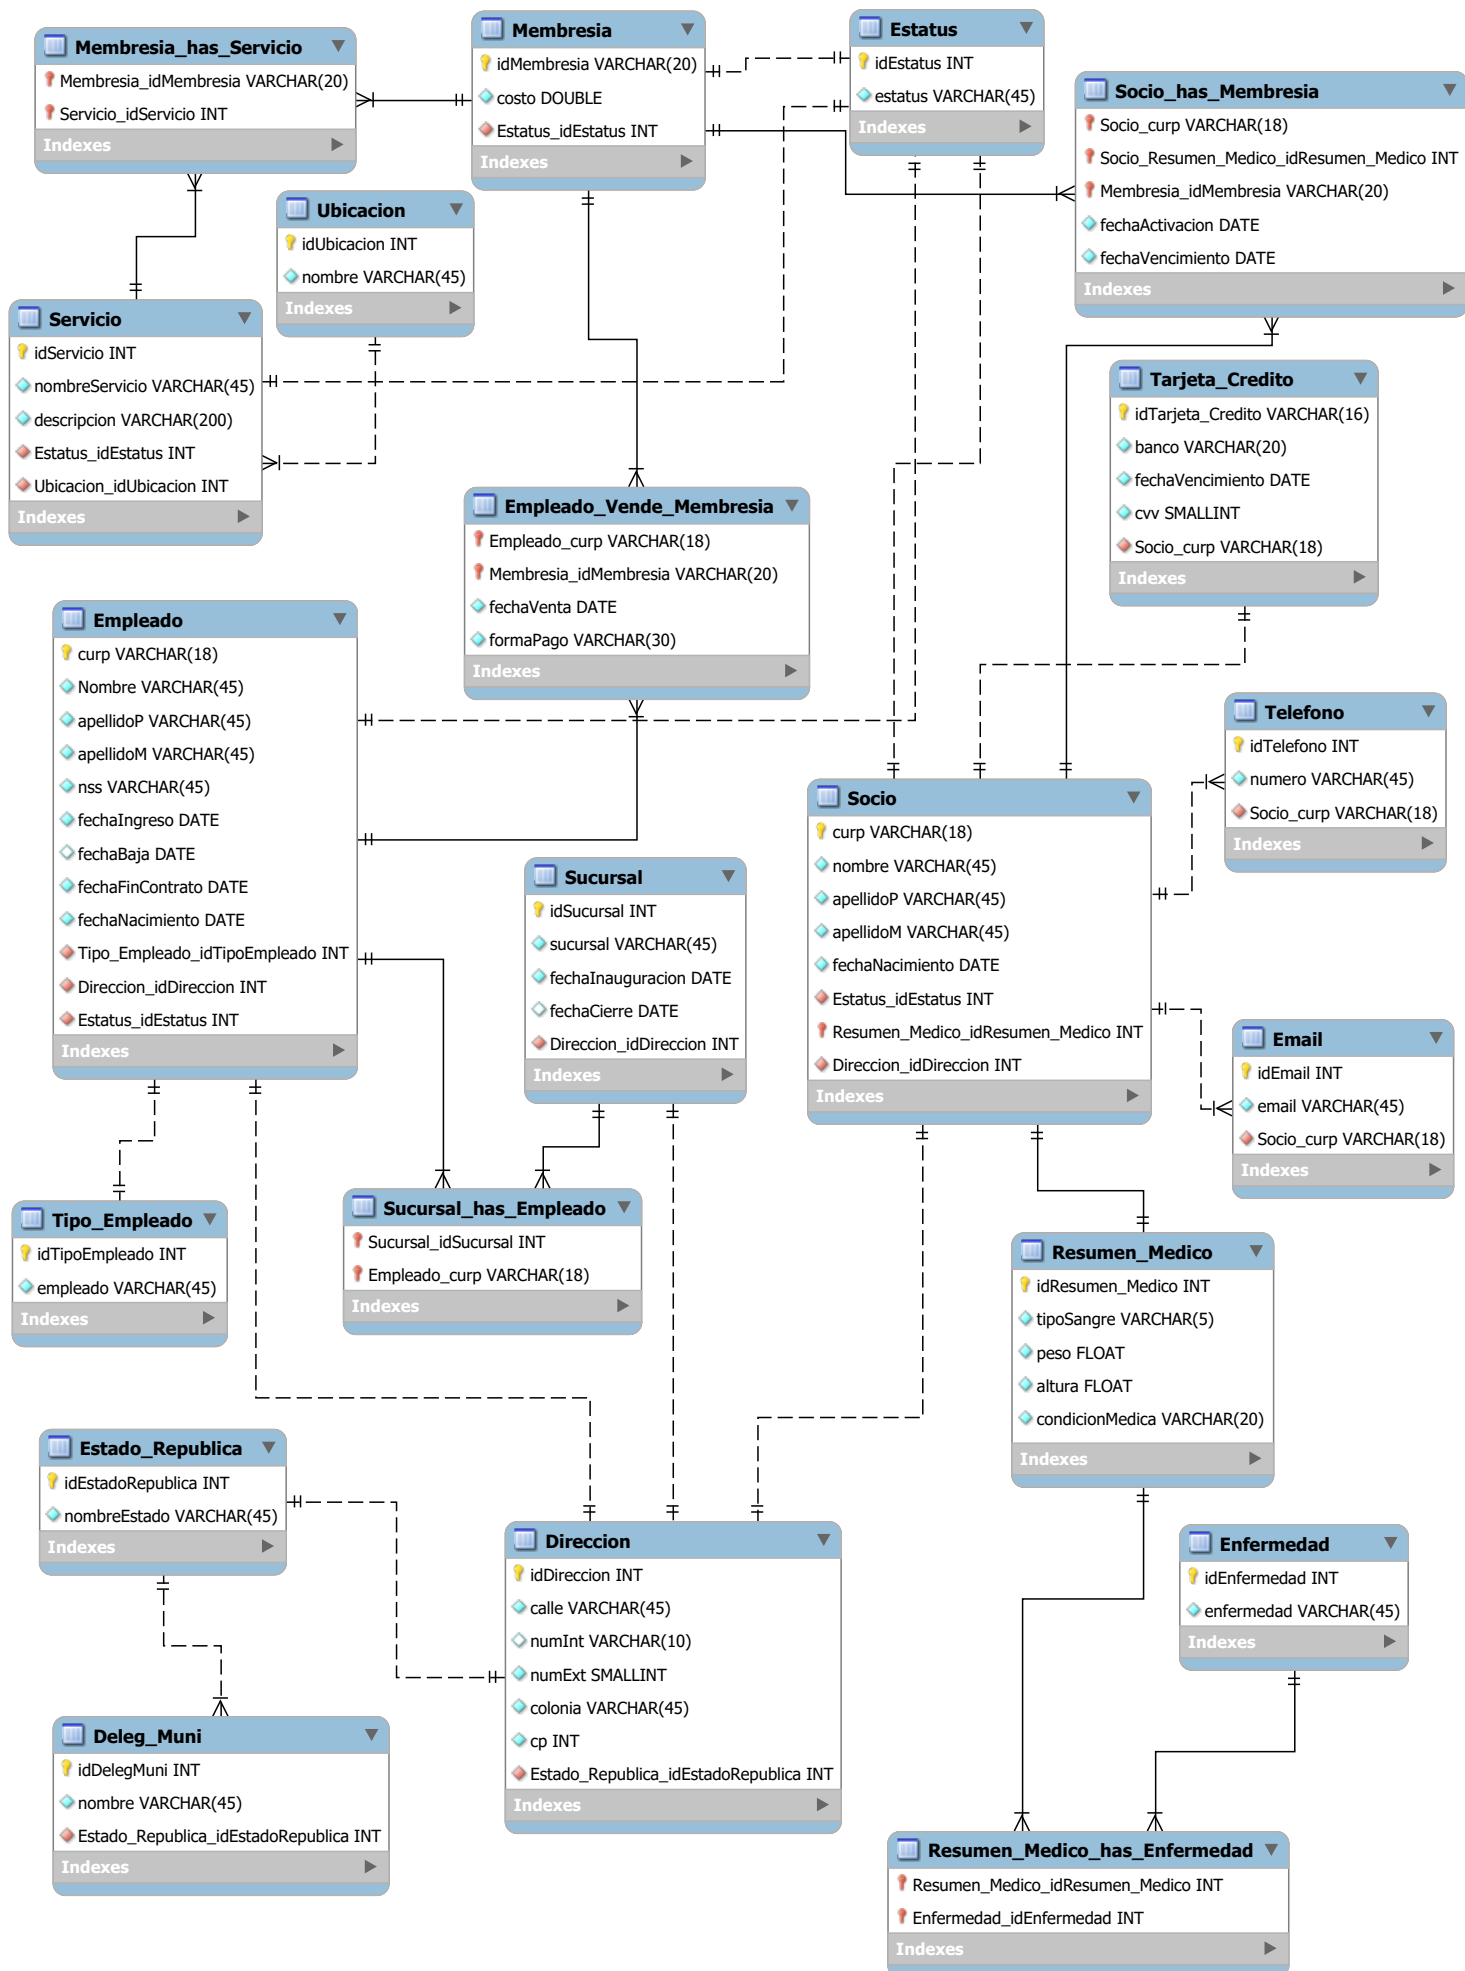 Membresia_has_Servicio
Membresia_idMembresia VARCHAR(20)
Servicio_idServicio INT
Indexes
Membresia
idMembresia VARCHAR(20)
costo DOUBLE
Estatus_idEstatus INT
Indexes
Estatus
idEstatus INT
estatus VARCHAR(45)
Indexes
Socio_has_Membresia
Socio_curp VARCHAR(18)
Socio_Resumen_Medico_idResumen_Medico INT
Membresia_idMembresia VARCHAR(20)
fechaActivacion DATE
fechaVencimiento DATE
Indexes
Ubicacion
idUbicacion INT
nombre VARCHAR(45)
Indexes
Servicio
idServicio INT
nombreServicio VARCHAR(45)
descripcion VARCHAR(200)
Estatus_idEstatus INT
Ubicacion_idUbicacion INT
Indexes
Tarjeta_Credito
idTarjeta_Credito VARCHAR(16)
banco VARCHAR(20)
fechaVencimiento DATE
cvv SMALLINT
Socio_curp VARCHAR(18)
Indexes
Empleado_Vende_Membresia
Empleado_curp VARCHAR(18)
Membresia_idMembresia VARCHAR(20)
fechaVenta DATE
formaPago VARCHAR(30)
Indexes
Empleado
curp VARCHAR(18)
Nombre VARCHAR(45)
apellidoP VARCHAR(45)
apellidoM VARCHAR(45)
nss VARCHAR(45)
fechaIngreso DATE
fechaBaja DATE
fechaFinContrato DATE
fechaNacimiento DATE
Tipo_Empleado_idTipoEmpleado INT
Direccion_idDireccion INT
Estatus_idEstatus INT
Indexes
Telefono
idTelefono INT
numero VARCHAR(45)
Socio_curp VARCHAR(18)
Indexes
Socio
curp VARCHAR(18)
nombre VARCHAR(45)
apellidoP VARCHAR(45)
apellidoM VARCHAR(45)
fechaNacimiento DATE
Estatus_idEstatus INT
Resumen_Medico_idResumen_Medico INT
Direccion_idDireccion INT
Indexes
Sucursal
idSucursal INT
sucursal VARCHAR(45)
fechaInauguracion DATE
fechaCierre DATE
Direccion_idDireccion INT
Indexes
Email
idEmail INT
email VARCHAR(45)
Socio_curp VARCHAR(18)
Indexes
Tipo_Empleado
idTipoEmpleado INT
empleado VARCHAR(45)
Indexes
Sucursal_has_Empleado
Sucursal_idSucursal INT
Empleado_curp VARCHAR(18)
Indexes
Resumen_Medico
idResumen_Medico INT
tipoSangre VARCHAR(5)
peso FLOAT
altura FLOAT
condicionMedica VARCHAR(20)
Indexes
Estado_Republica
idEstadoRepublica INT
nombreEstado VARCHAR(45)
Indexes
Direccion
idDireccion INT
calle VARCHAR(45)
numInt VARCHAR(10)
numExt SMALLINT
colonia VARCHAR(45)
cp INT
Estado_Republica_idEstadoRepublica INT
Indexes
Enfermedad
idEnfermedad INT
enfermedad VARCHAR(45)
Indexes
Deleg_Muni
idDelegMuni INT
nombre VARCHAR(45)
Estado_Republica_idEstadoRepublica INT
Indexes
Resumen_Medico_has_Enfermedad
Resumen_Medico_idResumen_Medico INT
Enfermedad_idEnfermedad INT
Indexes